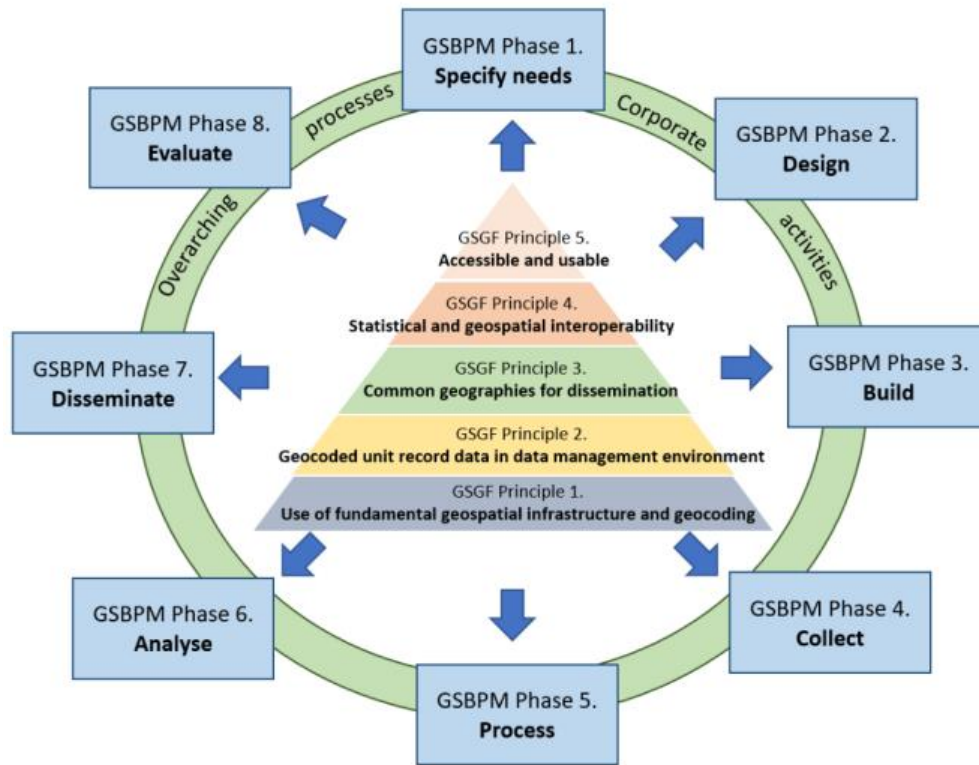 GSBPM Phase 1.
Specify needs
GSBPM Phase 2.
Design
GSBPM Phase 3.
Build
GSBPM Phase 4.
Collect
GSBPM Phase 5.
Process
GSBPM Phase 6.
Analyse
GSBPM Phase 7.
Disseminate
GSBPM Phase 8.
Evaluate
Overarching processes
Corporate activities
GSGF Principle 5.
Accessible and usable
GSGF Principle 4.
Statistical and geospatial interoperability
GSGF Principle 3.
Common geographies for dissemination
GSGF Principle 2.
Geocoded unit record data in data management environment
GSGF Principle 1.
Use of fundamental geospatial infrastructure and geocoding